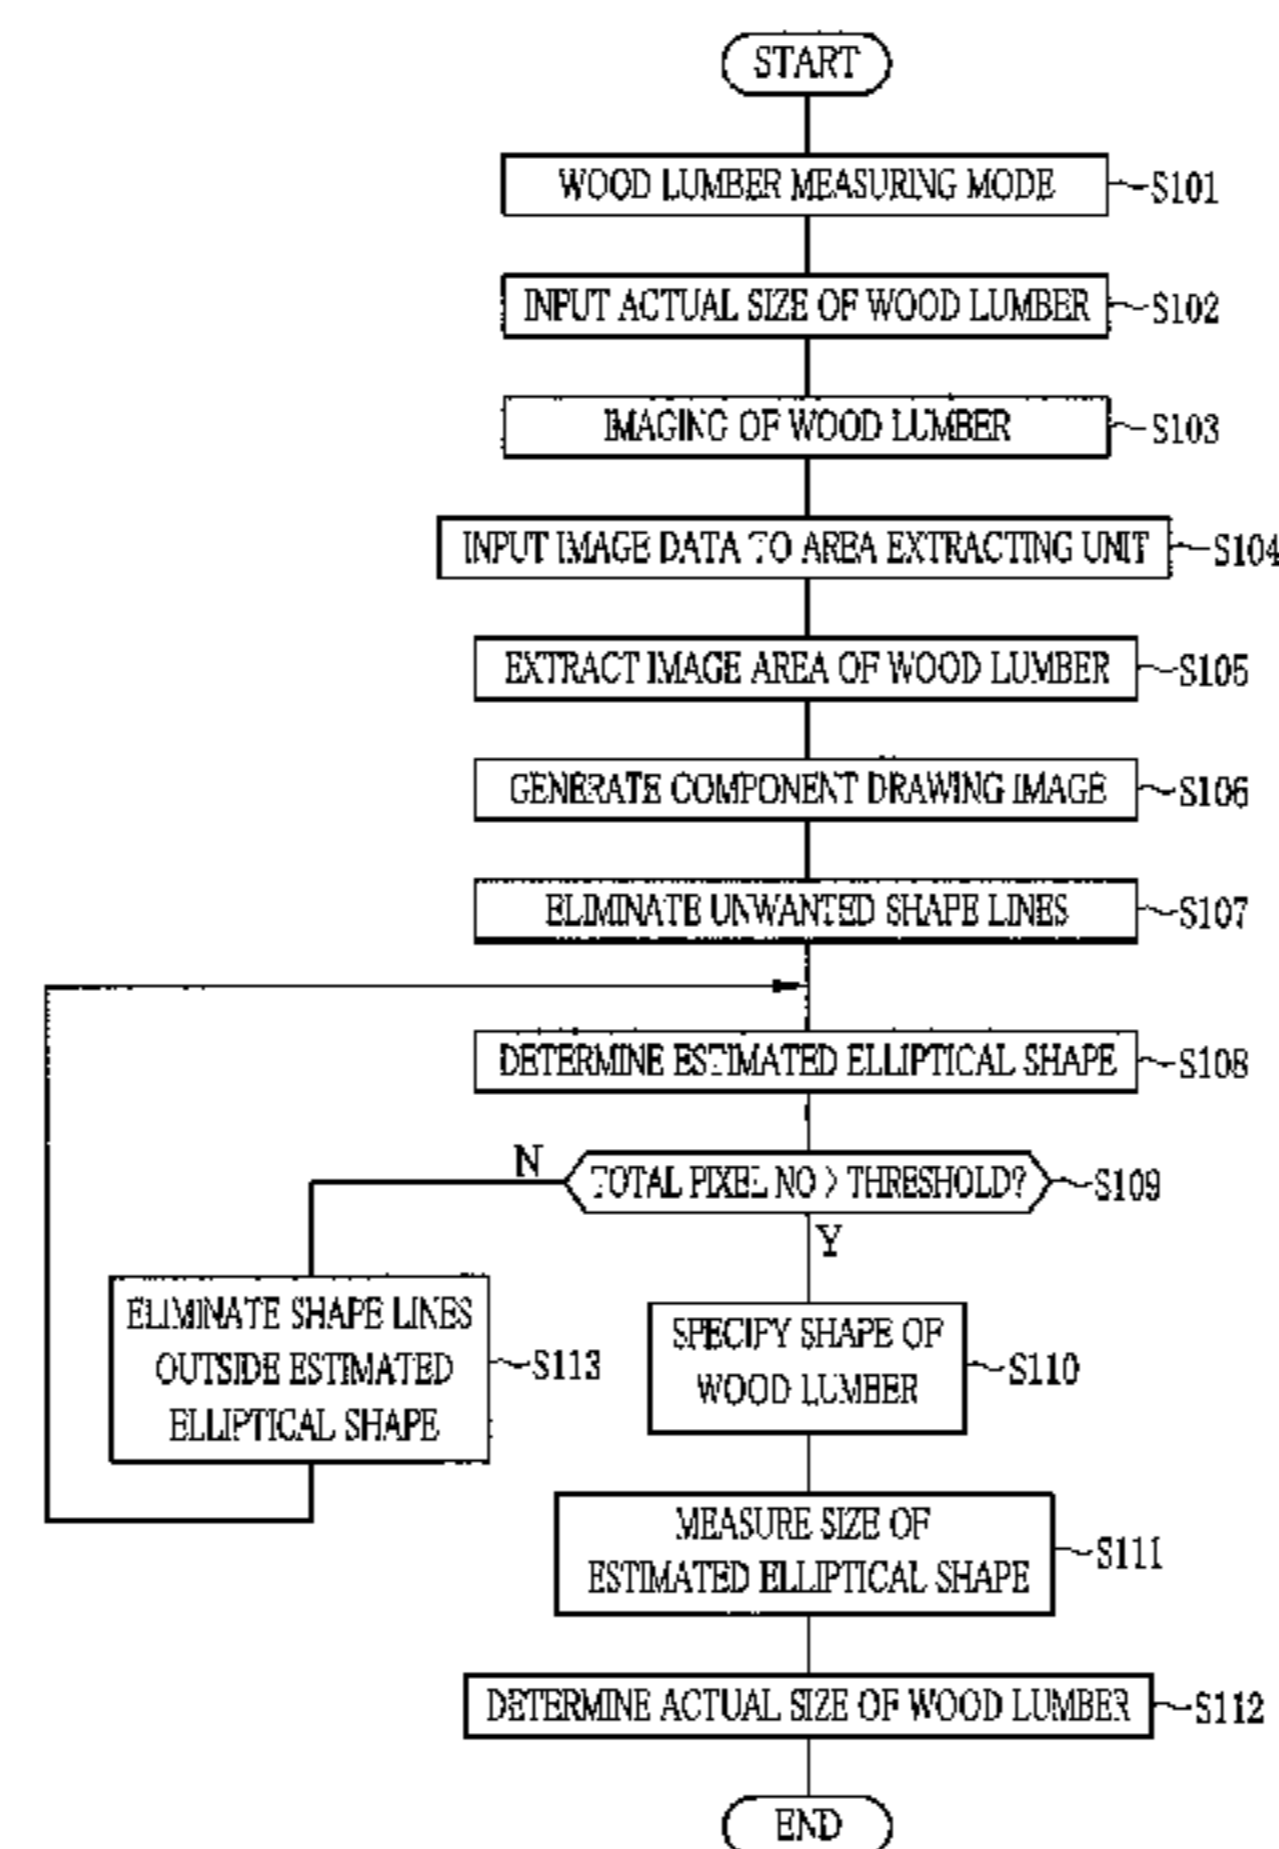 START
WOOD LUMBER MEASURING MODE
S101
INPUT ACTUAL SIZE OF WOOD LUMBER
S102
IMAGING OF WOOD LUMBER
S103
INPUT IMAGE DATA TO AREA EXTRACTING UNIT
S104
EXTRACT IMAGE AREA OF WOOD LUMBER
S105
GENERATE COMPONENT DRAWING IMAGE
S106
ELIMINATE UNWANTED SHAPE LINES
S107
DETERMINE ESTIMATED ELLIPTICAL SHAPE
S108
N
TOTAL PIXEL NO > THRESHOLD?
S109
Y
ELIMINATE SHAPE LINES
OUTSIDE ESTIMATED
ELLIPTICAL SHAPE
S113
SPECIFY SHAPE OF
WOOD LUMBER
S110
MEASURE SIZE OF
ESTIMATED ELLIPTICAL SHAPE
S111
DETERMINE ACTUAL SIZE OF WOOD LUMBER
S112
END